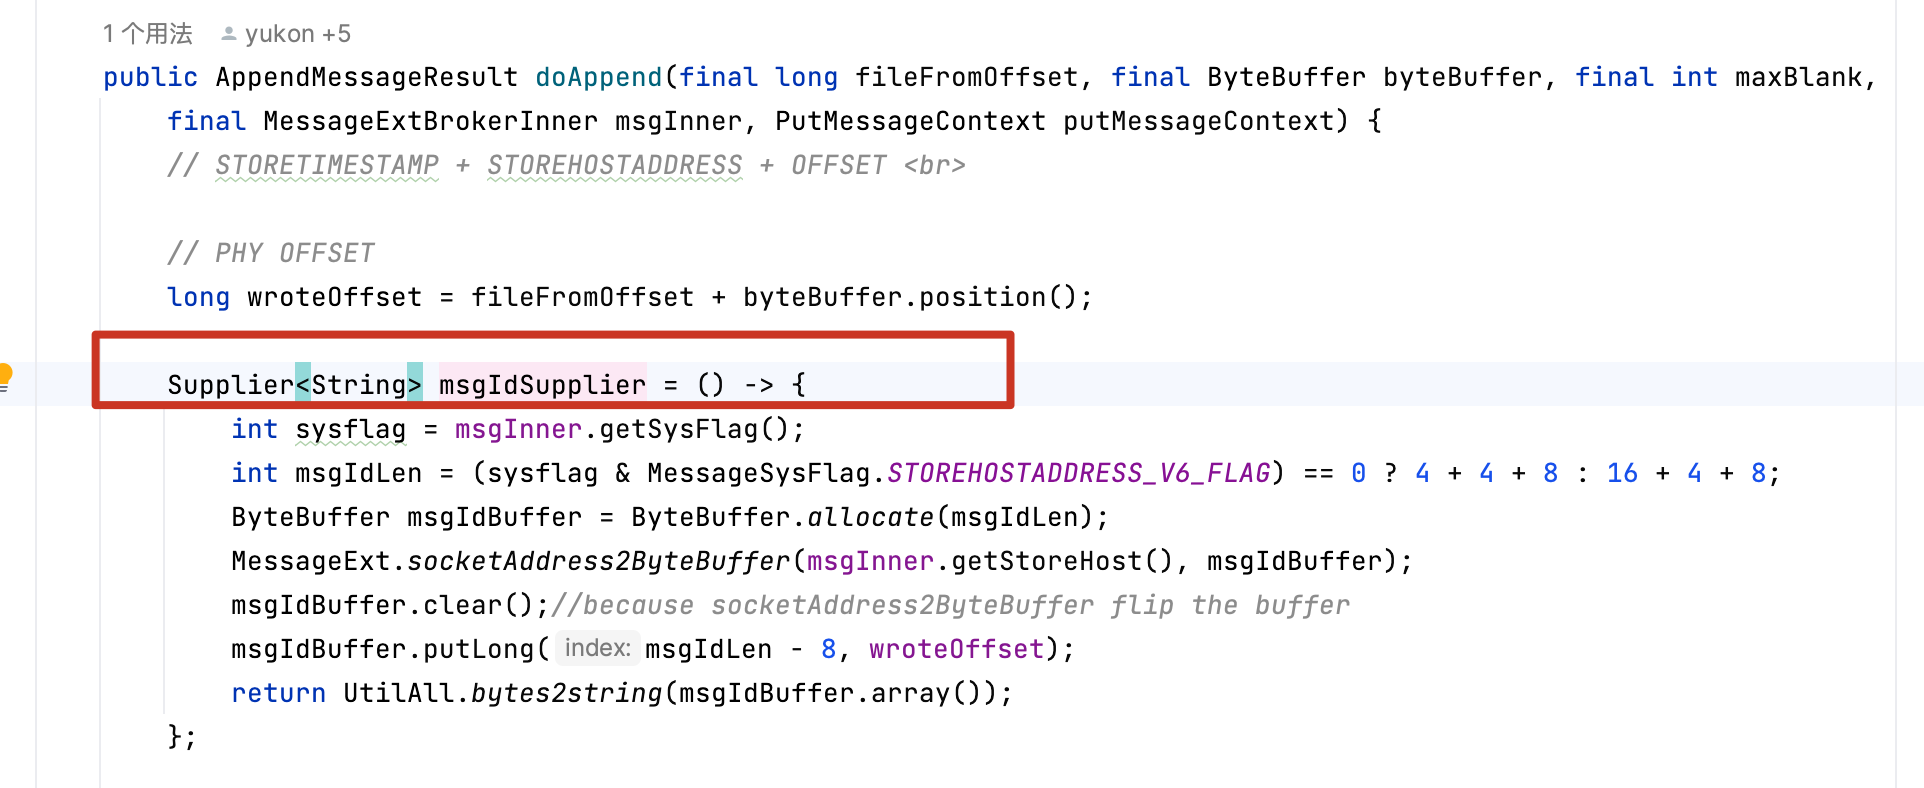 1 个用法 yukon +5
public AppendMessageResult doAppend(final long fileFromOffset, final ByteBuffer byteBuffer, final int maxBlank,
final MessageExtBrokerInner msgInner, PutMessageContext putMessageContext) {
// STORETIMESTAMP + STOREHOSTADDRESS + OFFSET <br>
// PHY OFFSET
long wroteOffset = fileFromOffset + byteBuffer.position();
Supplier<String> msgIdSupplier = () -> {
int sysflag = msgInner.getSysFlag();
int msgIdLen = (sysflag & MessageSysFlag.STOREHOSTADDRESS_V6_FLAG) == 0 ? 4 + 4 + 8 : 16 + 4 + 8;
ByteBuffer msgIdBuffer = ByteBuffer.allocate(msgIdLen);
MessageExt.socketAddress2ByteBuffer(msgInner.getStoreHost(), msgIdBuffer);
msgIdBuffer.clear();//because socketAddress2ByteBuffer flip the buffer
msgIdBuffer.putLong( index: msgIdLen - 8, wroteOffset);
return UtilAll.bytes2string(msgIdBuffer.array());
};